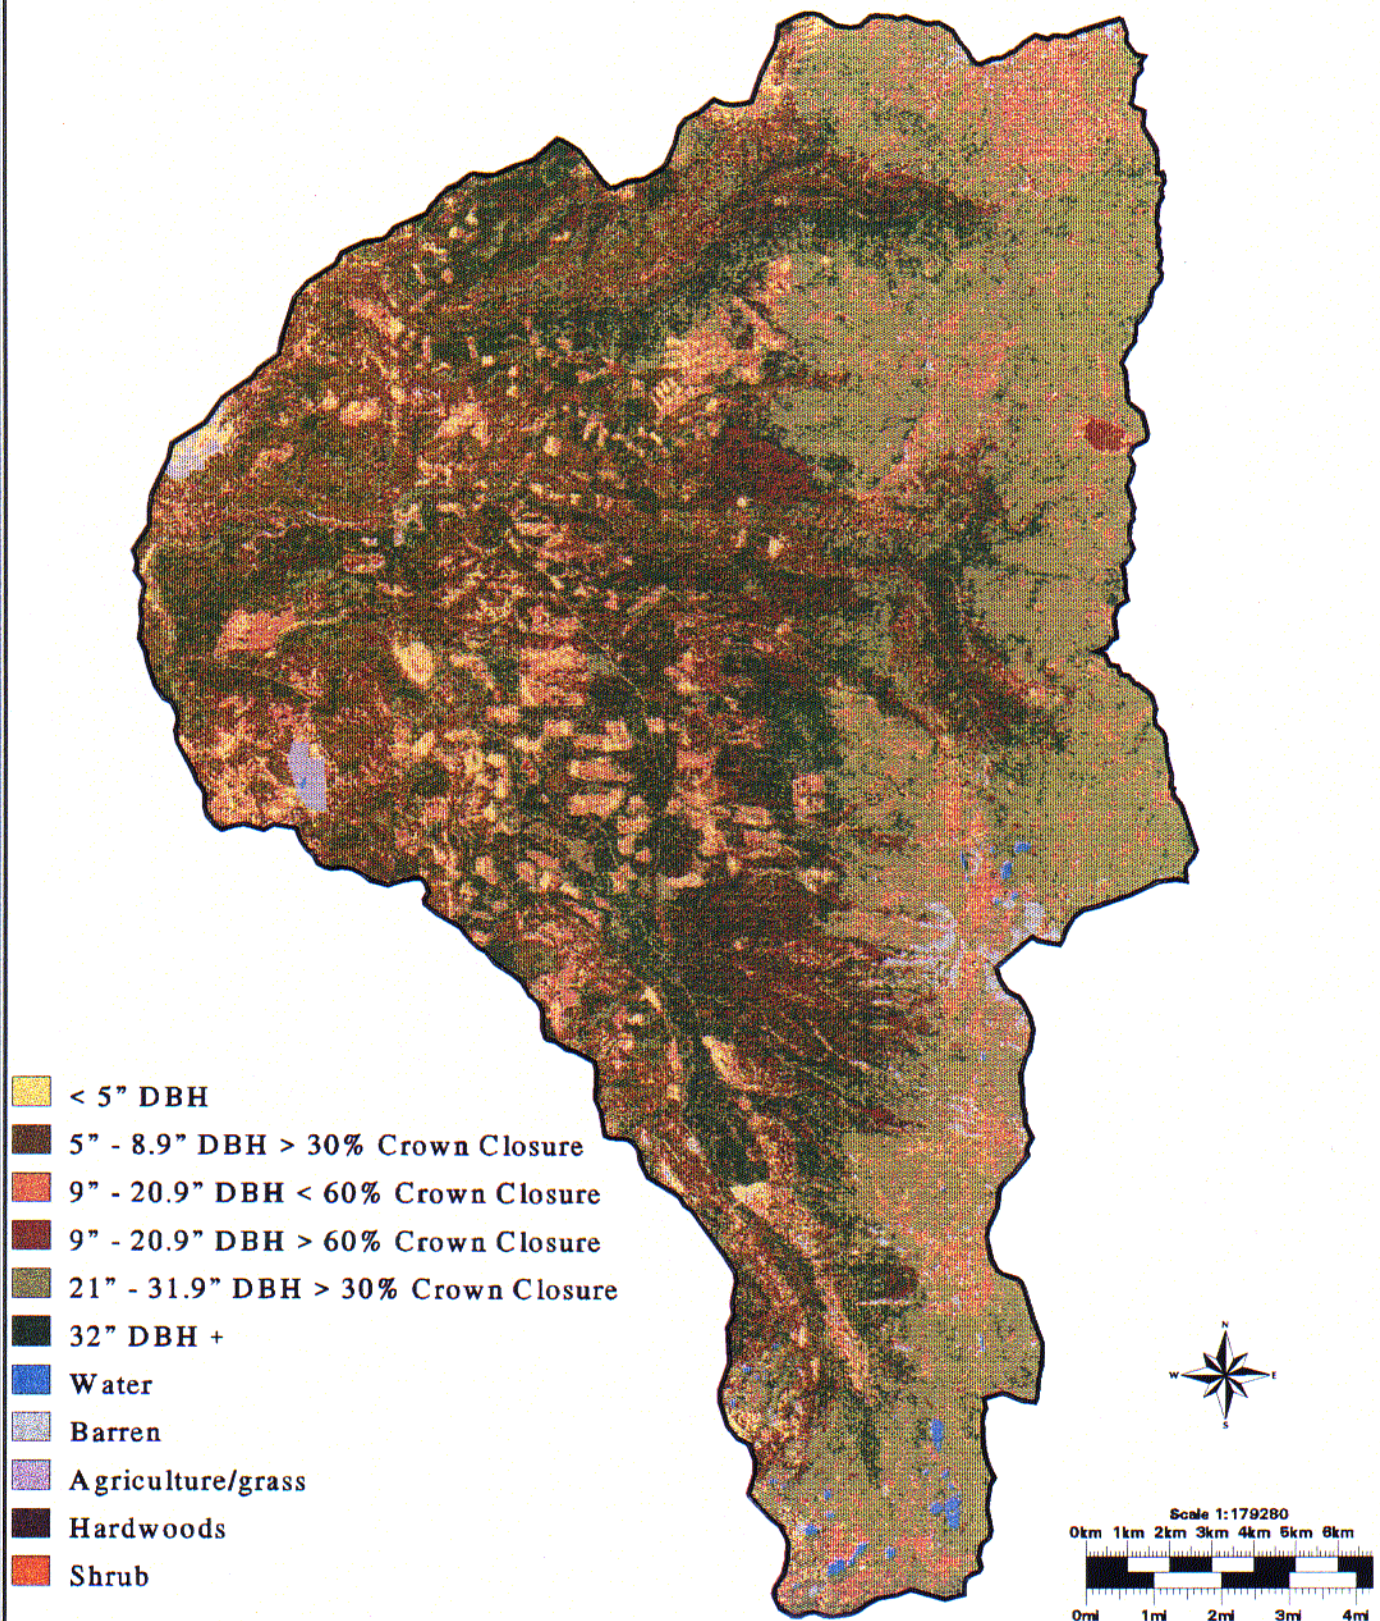 < 5” DBH
5” - 8.9” DBH > 30% Crown Closure
9” - 20.9” DBH < 60% Crown Closure
9” - 20.9” DBH > 60% Crown Closure
21” - 31.9” DBH > 30% Crown Closure
32” DBH +
Water
Barren
Agriculture/grass
Hardwoods
Shrub
N
W E
S
Scale 1:179280
0km 1km 2km 3km 4km 5km 6km
0mi 1mi 2mi 3mi 4mi